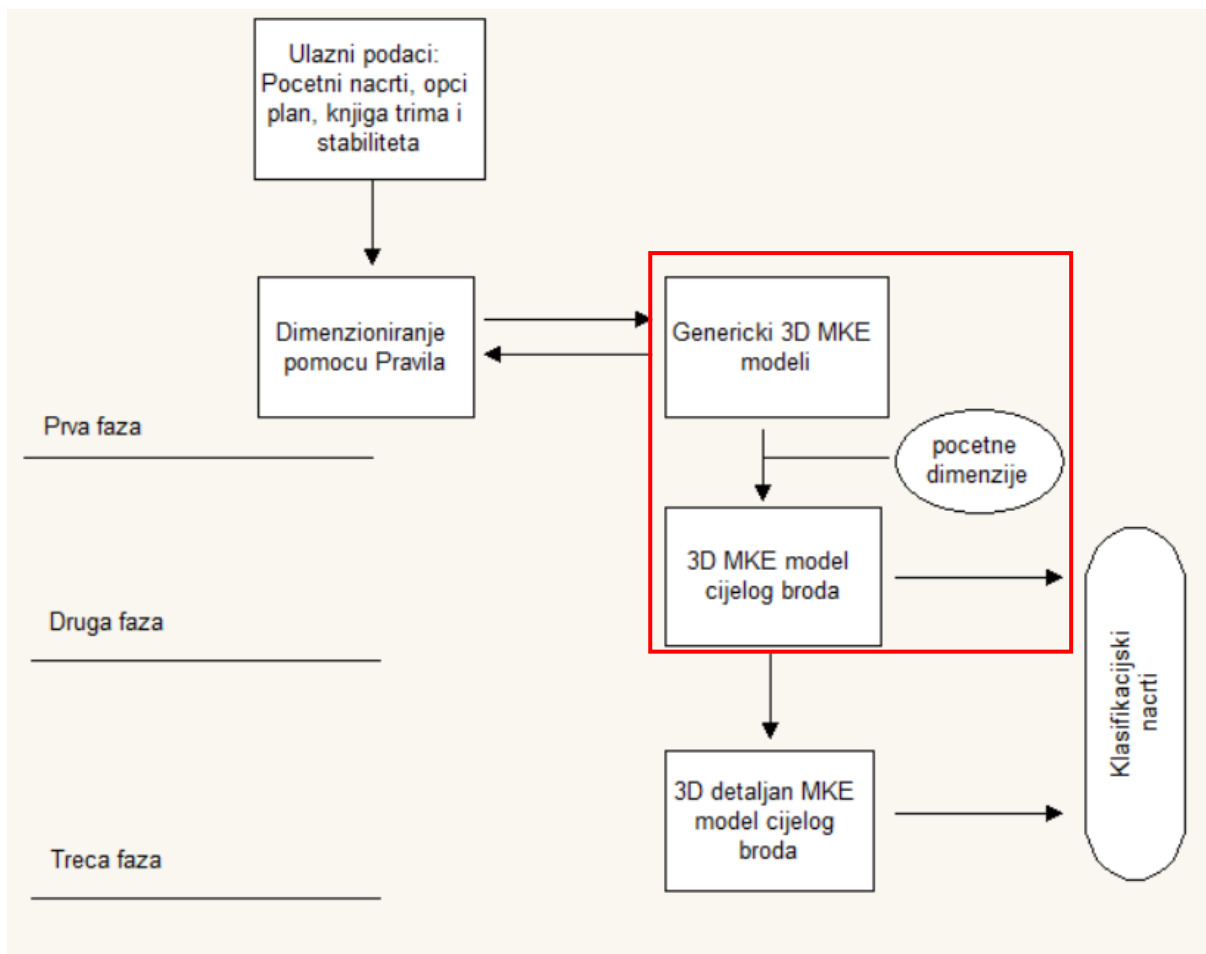 Ulazni podaci:
Pocetni nacrti, opci
plan, knjiga trima i
stabiliteta
Dimenzioniranje
pomocu Pravila
Genericki 3D MKE
modeli
Prva faza
pocetne
dimenzije
3D MKE model
cijelog broda
Druga faza
Klasifikacijski
nacrti
3D detaljan MKE
model cijelog
broda
Treca faza